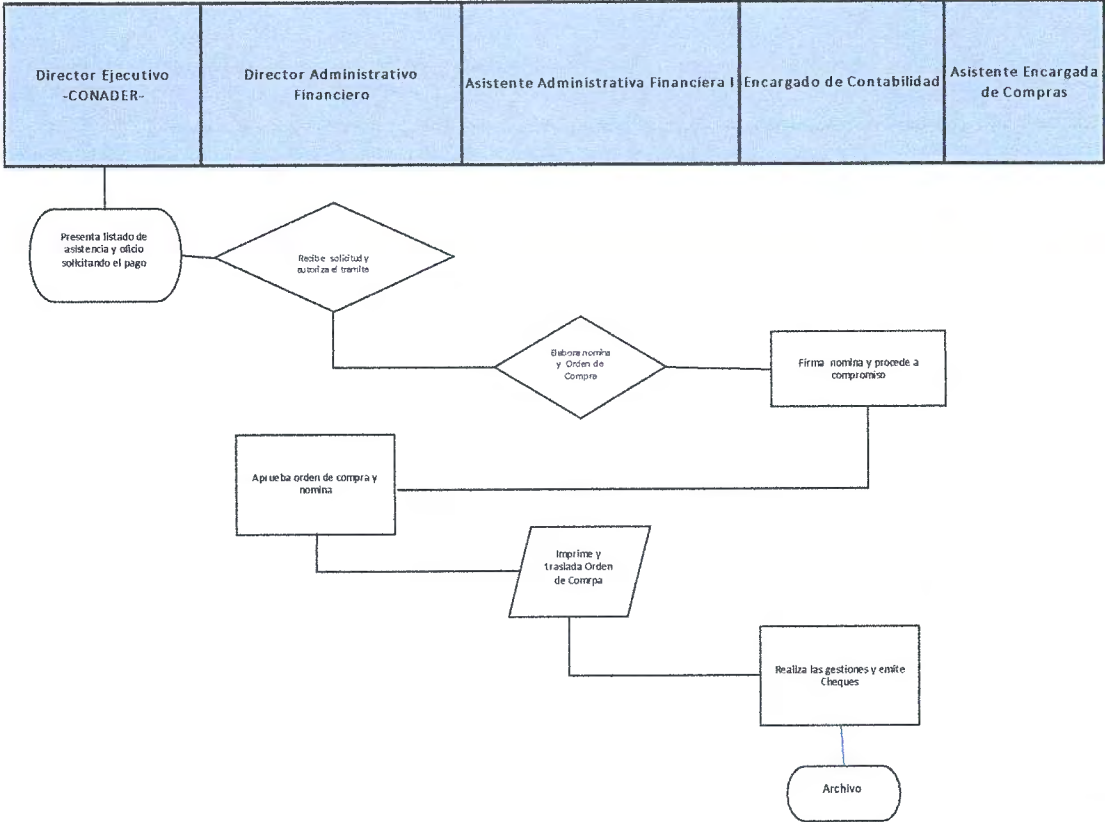 Director Ejecutivo
-CONADER-
Director Administrativo
Financiero
Asistente Administrativa Financiera I
Encargado de Contabilidad
Asistente Encargada
de Compras
Presenta listado de
asistencia y oficio
solicitando el pago
Recibe solicitud y
autoriza el tramite
Elabora nomina
y Orden de
Compra
Firma nomina y procede a
compromiso
Aprueba orden de compra y
nomina
Imprime y
traslada Orden
de Comrpa
Realiza las gestiones y emite
Cheques
Archivo